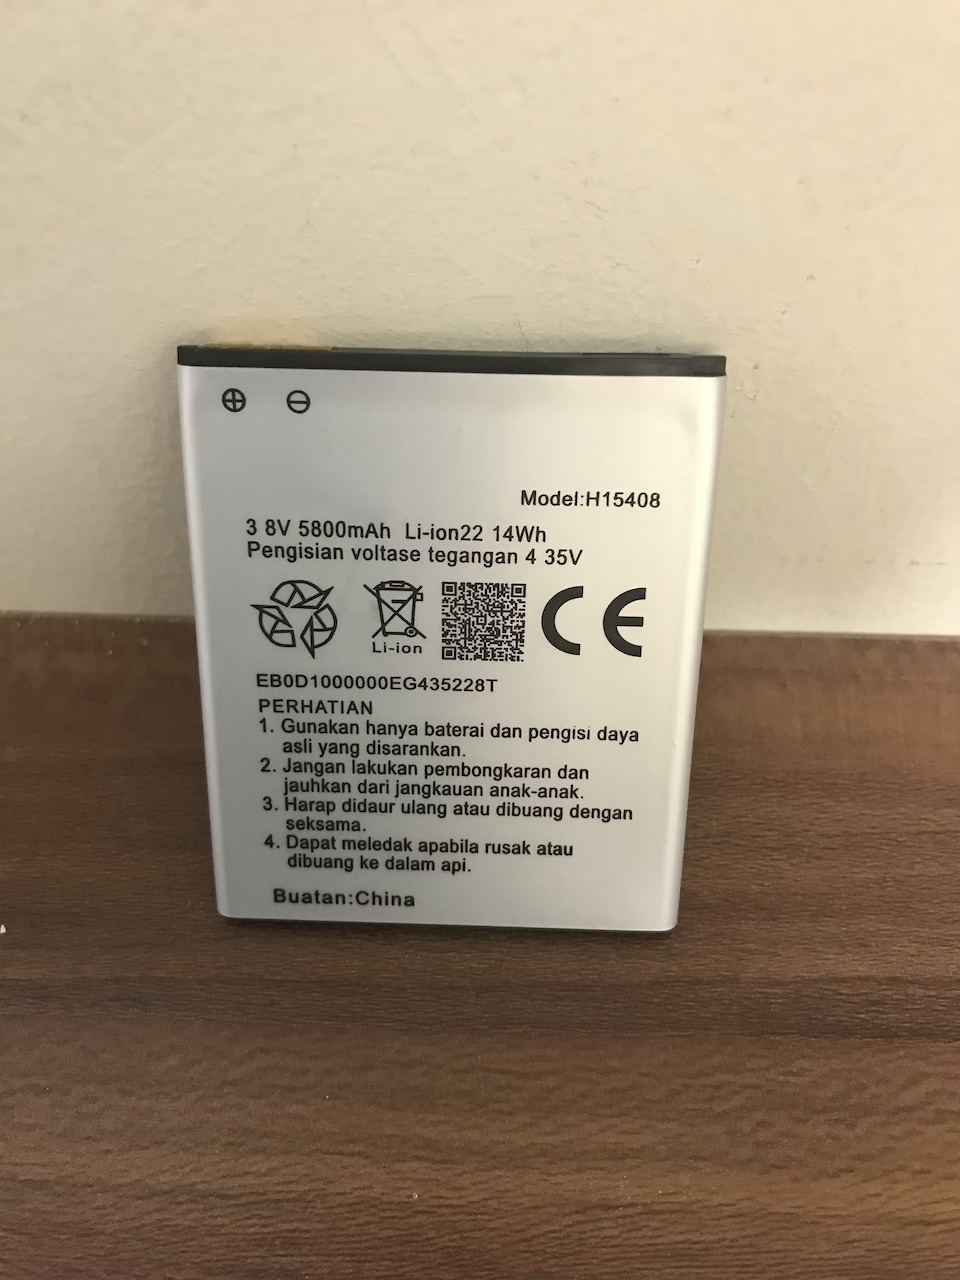 Model:H15408
3 8V 5800mAh Li-ion22 14Wh
Pengisian voltase tegangan 4 35V
Li-ion
CE
EB0D1000000EG435228T
PERHATIAN
1. Gunakan hanya baterai dan pengisi daya
asli yang disarankan.
2. Jangan lakukan pembongkaran dan
jauhkan dari jangkauan anak-anak.
3. Harap didaur ulang atau dibuang dengan
seksama.
4. Dapat meledak apabila rusak atau
dibuang ke dalam api.
Buatan:China